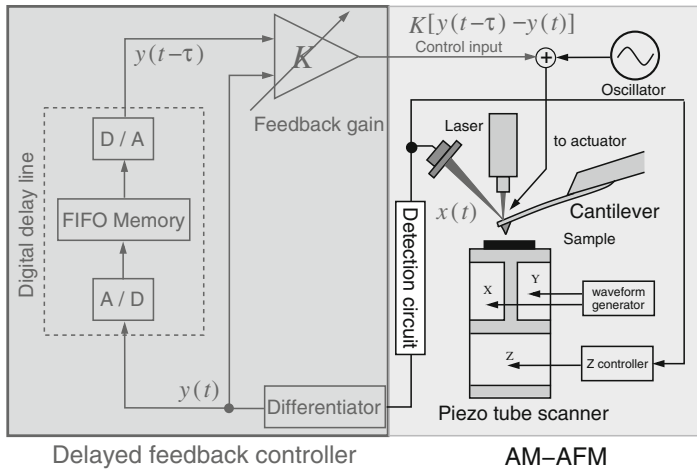 K[y(t-τ) -y(t)]
y(t-τ)
K
Control input
Oscillator
Feedback gain
Laser
to actuator
D / A
Digital delay line
FIFO Memory
x(t)
Cantilever
Sample
Detection circuit
A / D
X
Y
waveform
generator
Z
Z controller
y(t)
Differentiator
Piezo tube scanner
Delayed feedback controller
AM–AFM